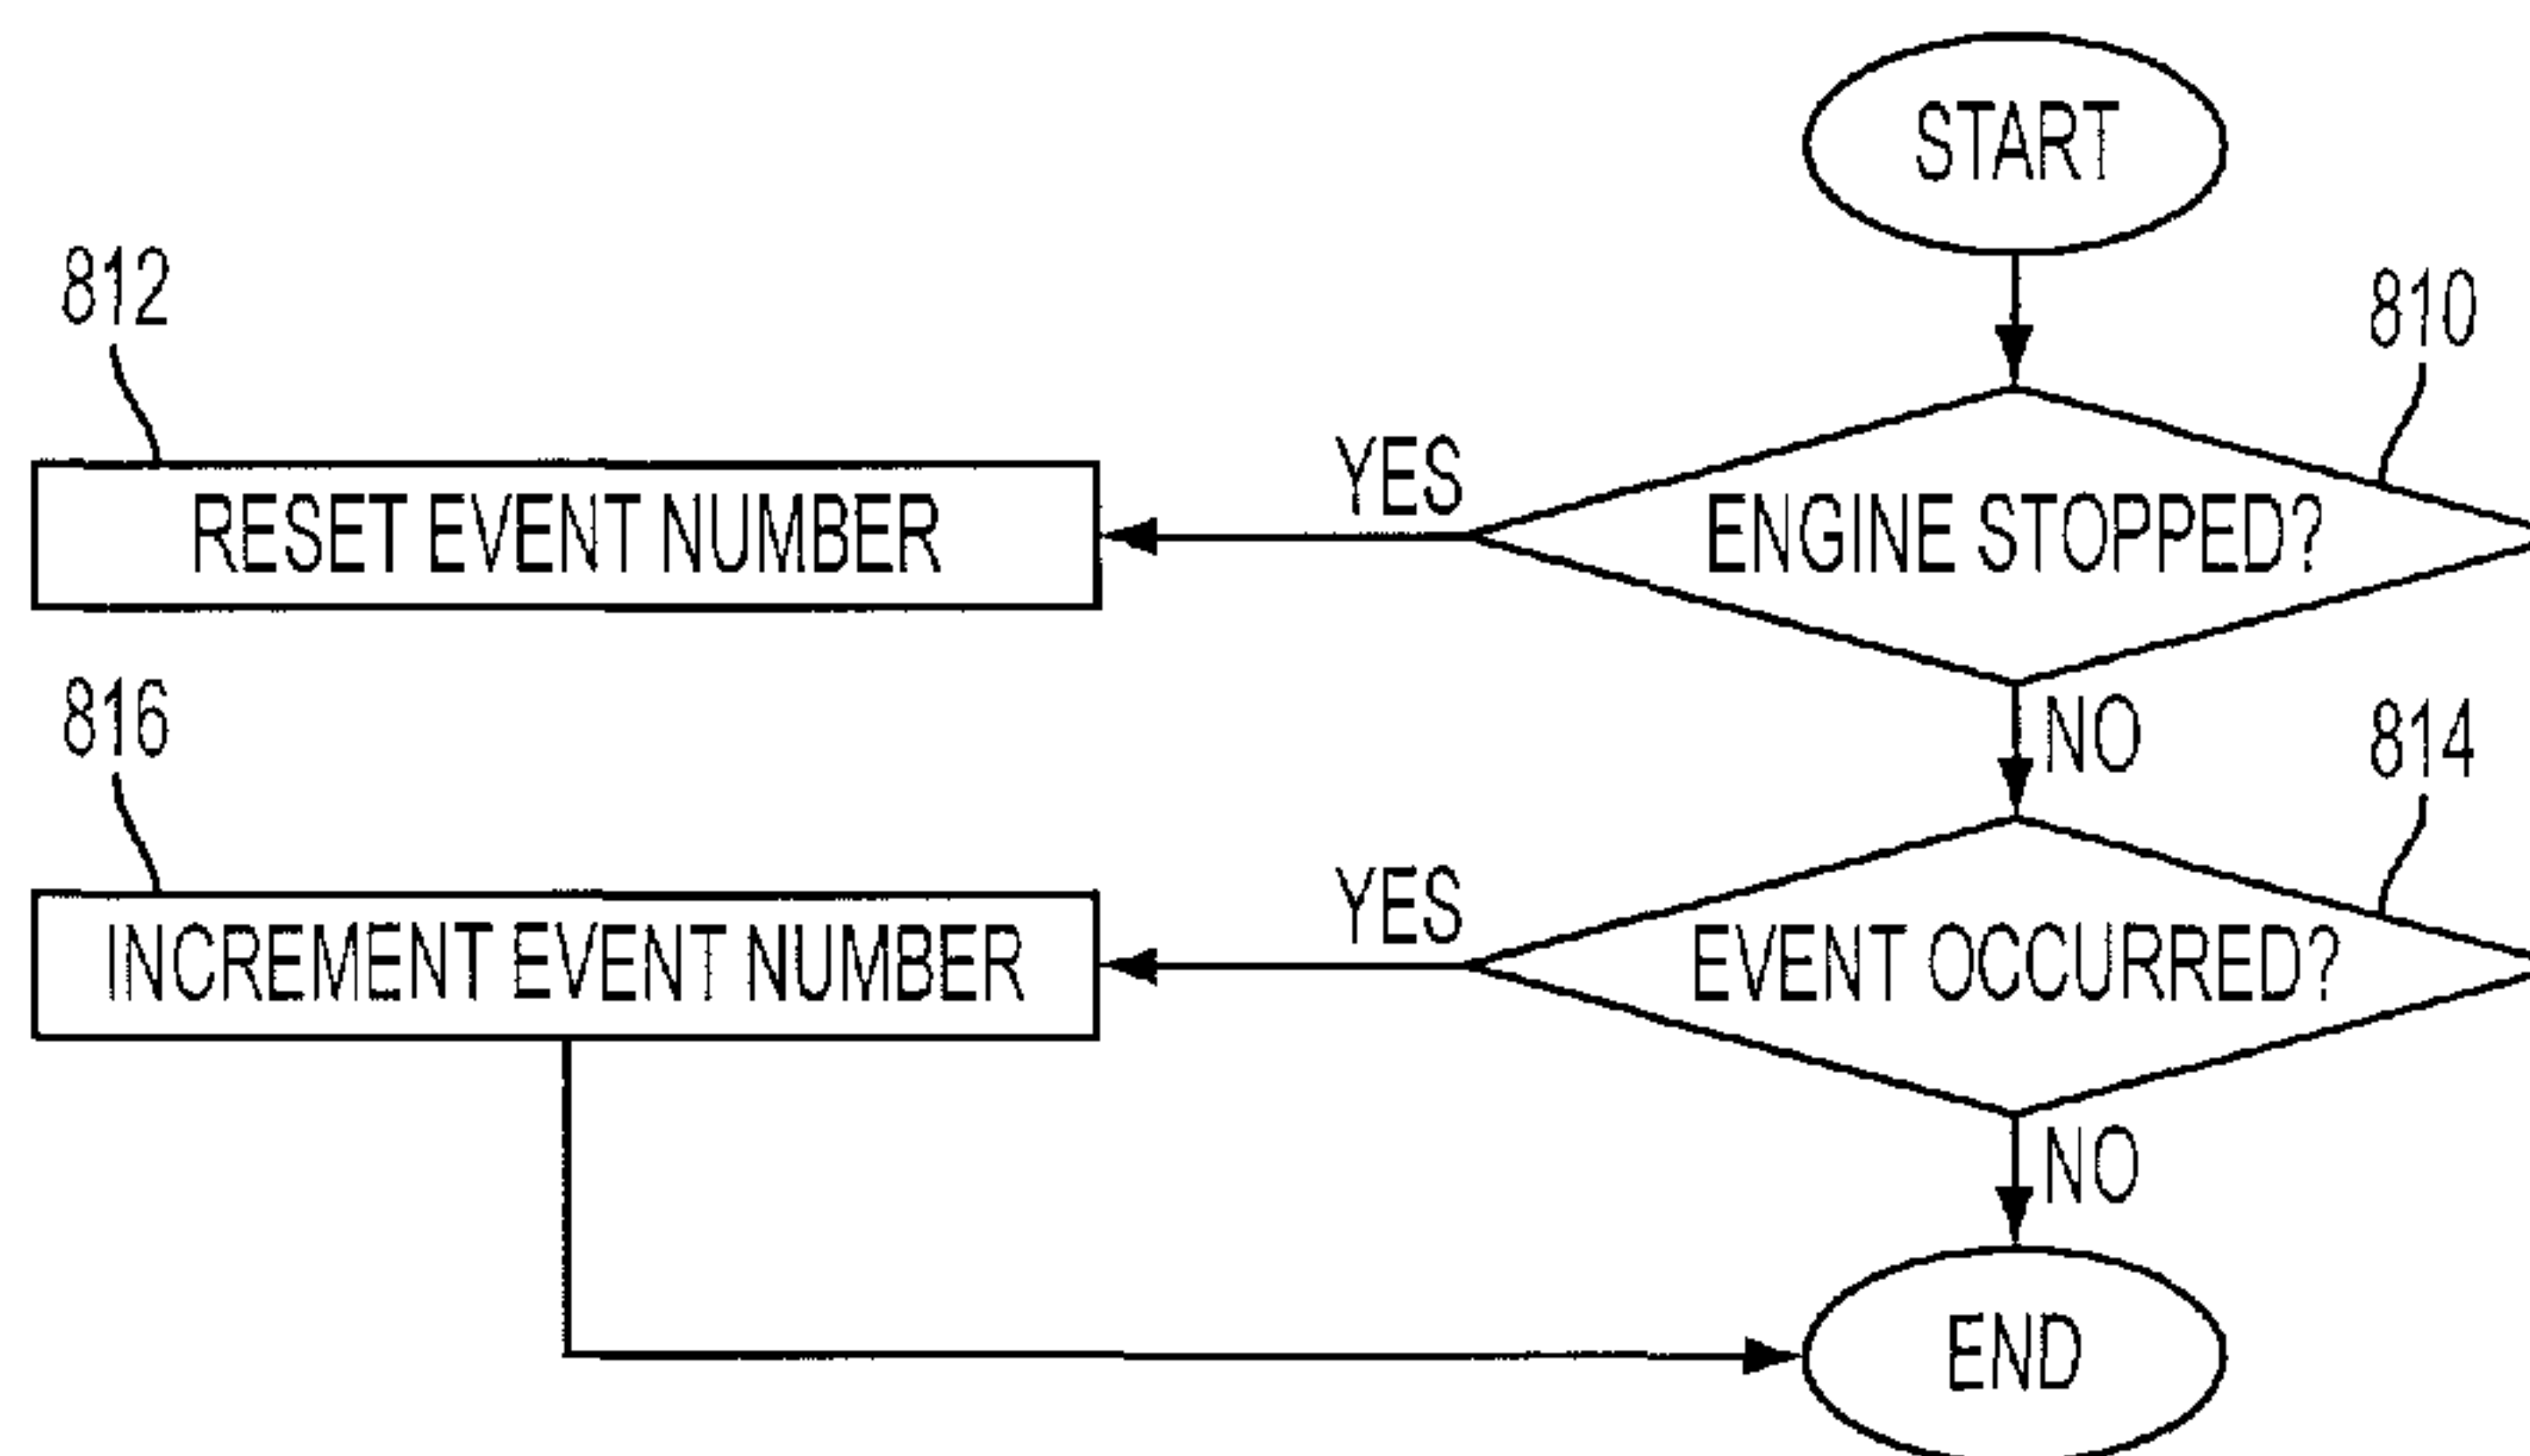 START
812
810
YES
RESET EVENT NUMBER
ENGINE STOPPED?
816
NO
814
YES
INCREMENT EVENT NUMBER
EVENT OCCURRED?
NO
END